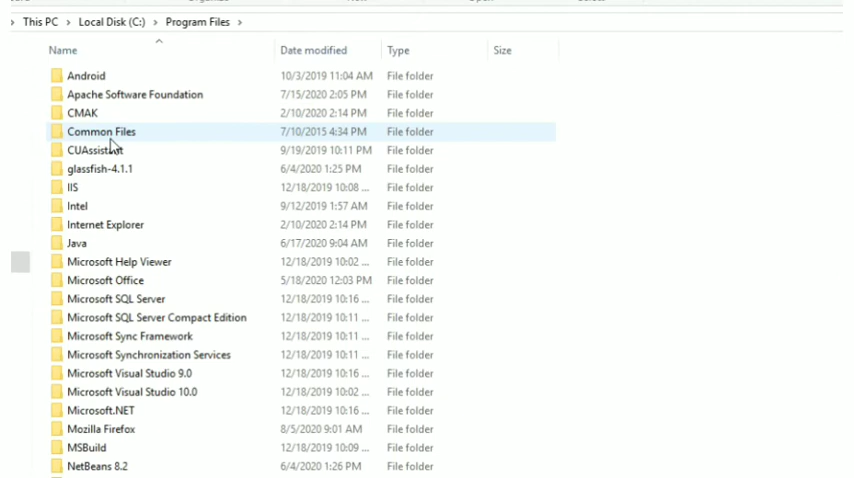 This PC > Local Disk (C:) > Program Files >
Name Date modified Type Size
Android 10/3/2019 11:04 AM File folder
Apache Software Foundation 7/15/2020 2:05 PM File folder
CMAK 2/10/2020 2:14 PM File folder
Common Files 7/10/2015 4:34 PM File folder
CUAssistant 9/19/2019 10:11 PM File folder
glassfish-4.1.1 6/4/2020 1:25 PM File folder
IIS 12/18/2019 10:08 ... File folder
Intel 9/12/2019 1:57 AM File folder
Internet Explorer 2/10/2020 2:14 PM File folder
Java 6/17/2020 9:04 AM File folder
Microsoft Help Viewer 12/18/2019 10:02 ... File folder
Microsoft Office 5/18/2020 12:03 PM File folder
Microsoft SQL Server 12/18/2019 10:16 ... File folder
Microsoft SQL Server Compact Edition 12/18/2019 10:11 ... File folder
Microsoft Sync Framework 12/18/2019 10:11 ... File folder
Microsoft Synchronization Services 12/18/2019 10:11 ... File folder
Microsoft Visual Studio 9.0 12/18/2019 10:16 ... File folder
Microsoft Visual Studio 10.0 12/18/2019 10:02 ... File folder
Microsoft.NET 12/18/2019 10:16 ... File folder
Mozilla Firefox 8/5/2020 9:01 AM File folder
MSBuild 12/18/2019 10:09 ... File folder
NetBeans 8.2 6/4/2020 1:26 PM File folder